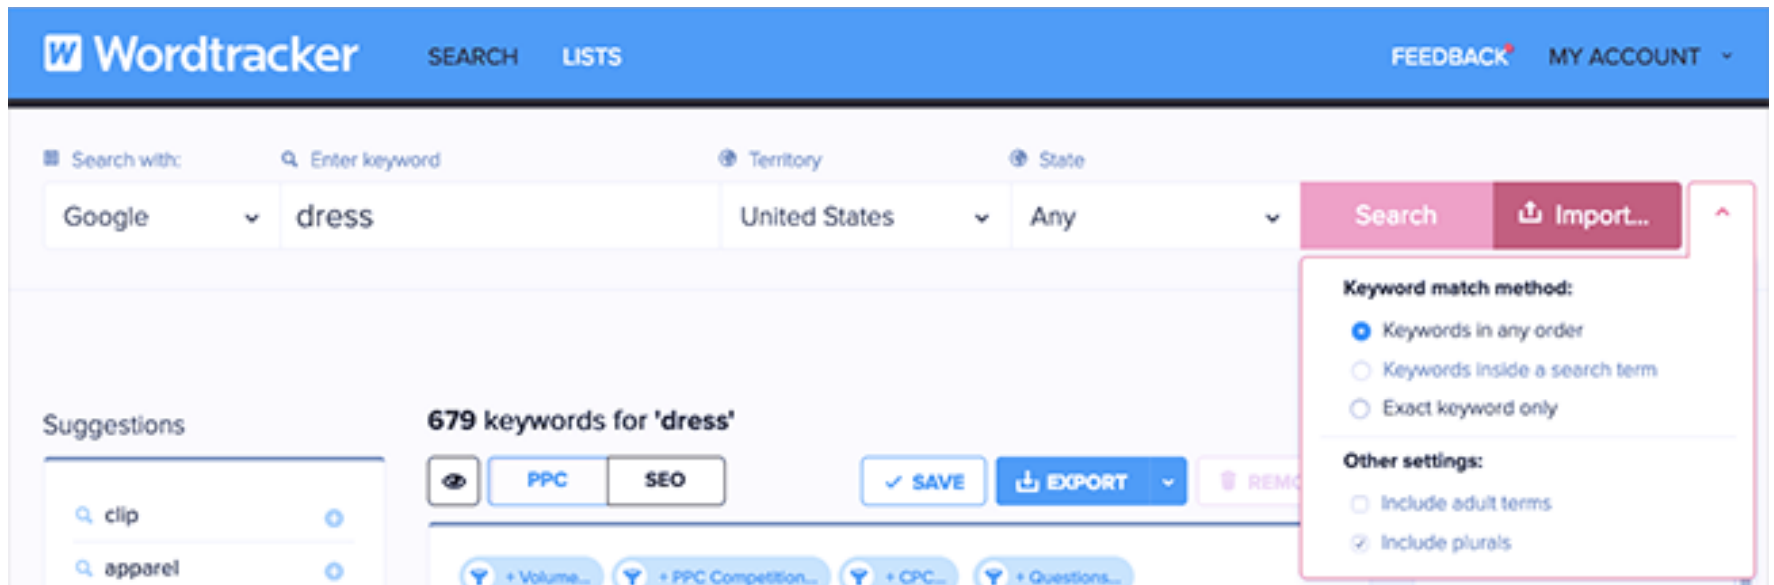 W Wordtracker SEARCH LISTS FEEDBACK MY ACCOUNT
Search with: Enter keyword Territory State
Google dress United States Any Search Import...
Keyword match method:
Keywords in any order
Keywords inside a search term
Exact keyword only
Other settings:
Include adult terms
Include plurals
Suggestions
clip
apparel
679 keywords for 'dress'
PPC SEO SAVE EXPORT
+ Volume... + PPC Competition... + CPC... + Questions...